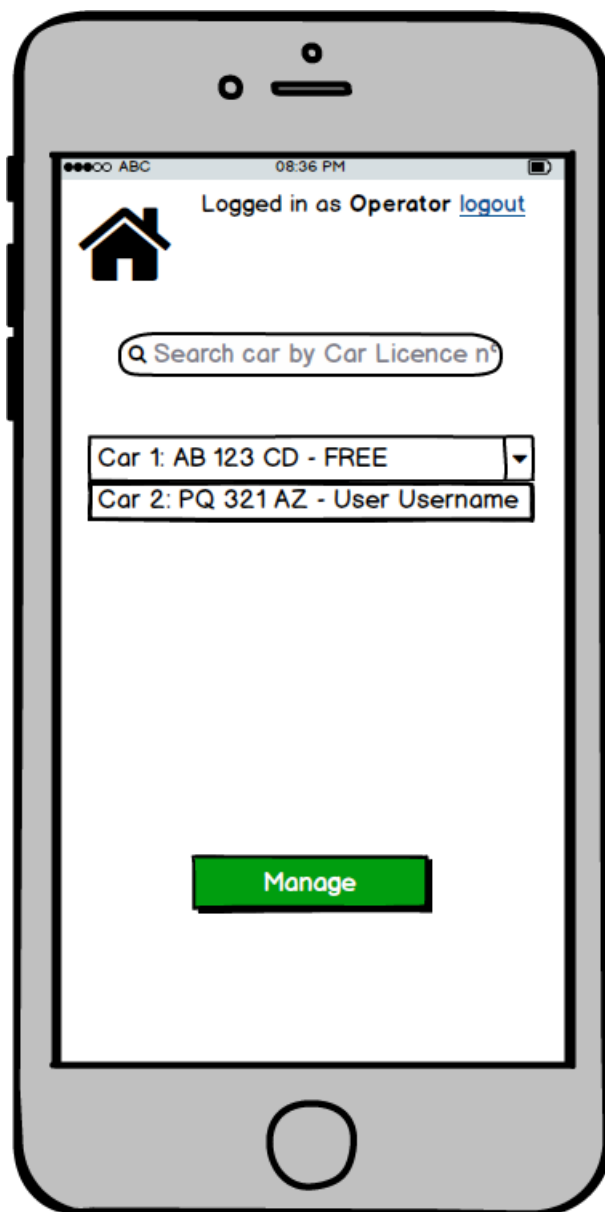 ABC 08:36 PM
Logged in as Operator logout
Search car by Car Licence n°
Car 1: AB 123 CD - FREE
Car 2: PQ 321 AZ - User Username
Manage